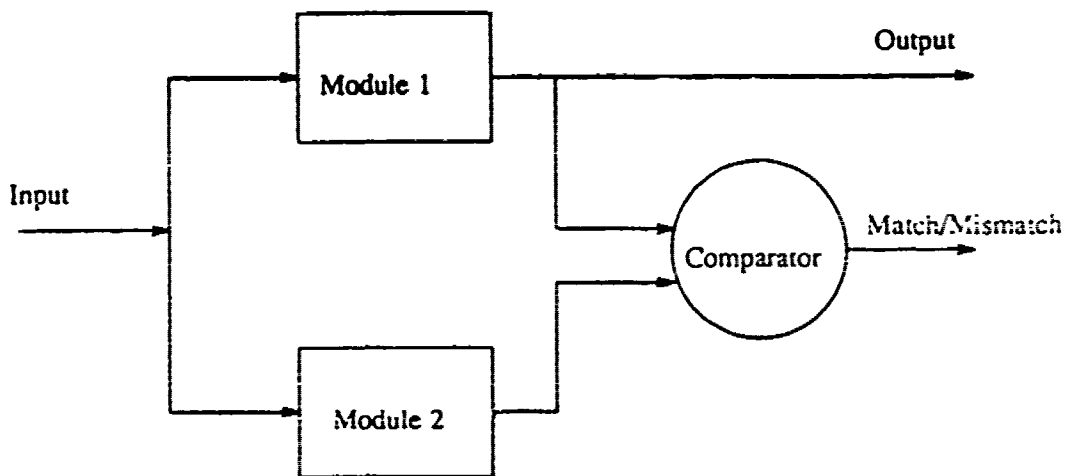 Output
Module 1
Input
Match/Mismatch
Comparator
Module 2